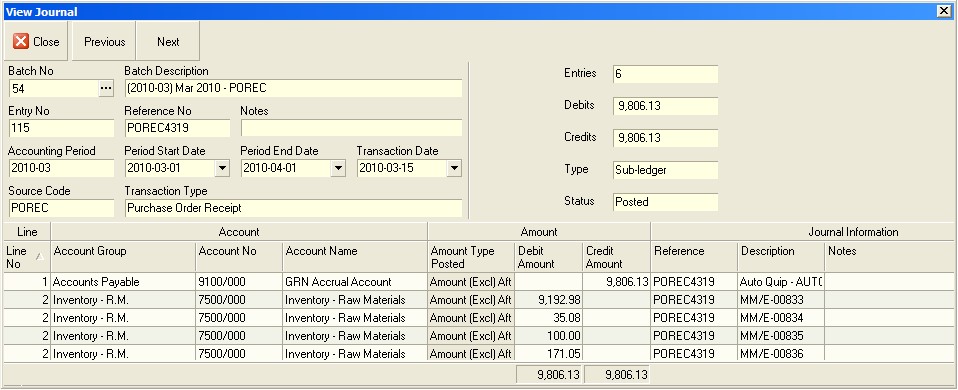 View Journal
Close Previous Next
Batch No Batch Description
54 ... (2010-03) Mar 2010 - POREC
Entry No Reference No Notes
115 POREC4319
Accounting Period Period Start Date Period End Date Transaction Date
2010-03 2010-03-01 2010-04-01 2010-03-15
Source Code Transaction Type
POREC Purchase Order Receipt
Entries 6
Debits 9,806.13
Credits 9,806.13
Type Sub-ledger
Status Posted
Line Account Amount Journal Information
Line No Account Group Account No Account Name Amount Type Posted Debit Amount Credit Amount Reference Description Notes
1 Accounts Payable 9100/000 GRN Accrual Account Amount (Excl) Aft 9,806.13 POREC4319 Auto Quip - AUTC
2 Inventory - R.M. 7500/000 Inventory - Raw Materials Amount (Excl) Aft 9,192.98 POREC4319 MM/E-00833
2 Inventory - R.M. 7500/000 Inventory - Raw Materials Amount (Excl) Aft 35.08 POREC4319 MM/E-00834
2 Inventory - R.M. 7500/000 Inventory - Raw Materials Amount (Excl) Aft 100.00 POREC4319 MM/E-00835
2 Inventory - R.M. 7500/000 Inventory - Raw Materials Amount (Excl) Aft 171.05 POREC4319 MM/E-00836
9,806.13 9,806.13